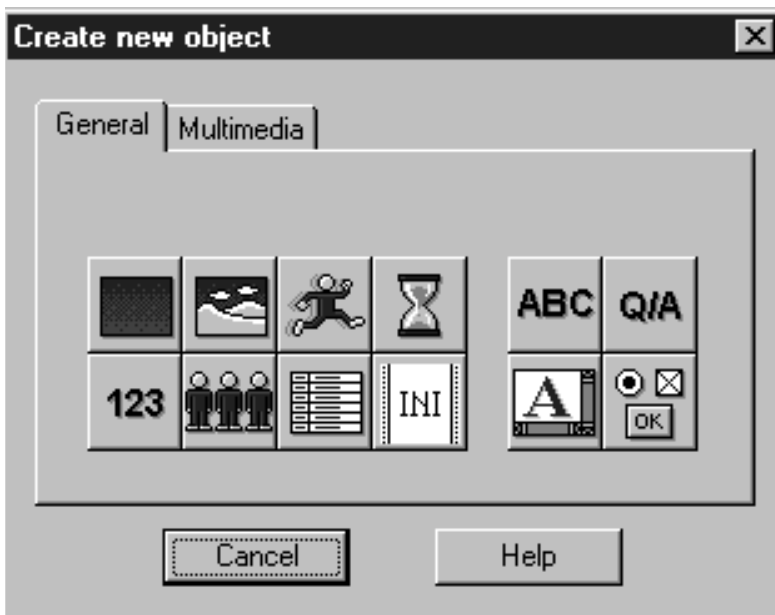 Create new object
General
Multimedia
ABC
Q/A
123
INI
A
OK
Cancel
Help